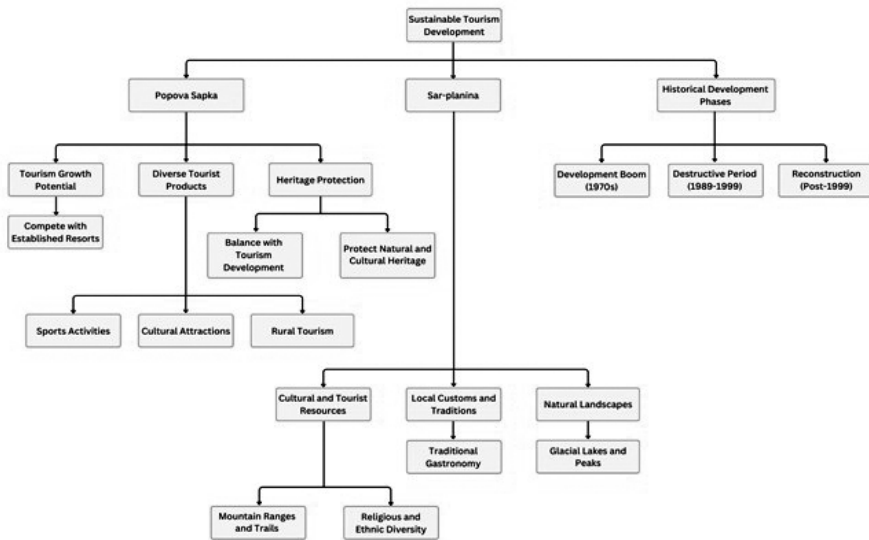 Sustainable Tourism
Development
Popova Sapka
Sar-planina
Historical Development
Phases
Tourism Growth
Potential
Diverse Tourist
Products
Heritage Protection
Development Boom
(1970s)
Destructive Period
(1989-1999)
Reconstruction
(Post-1999)
Compete with
Established Resorts
Balance with
Tourism
Development
Protect Natural and
Cultural Heritage
Sports Activities
Cultural Attractions
Rural Tourism
Cultural and Tourist
Resources
Local Customs and
Traditions
Natural Landscapes
Traditional
Gastronomy
Glacial Lakes and
Peaks
Mountain Ranges
and Trails
Religious and
Ethnic Diversity